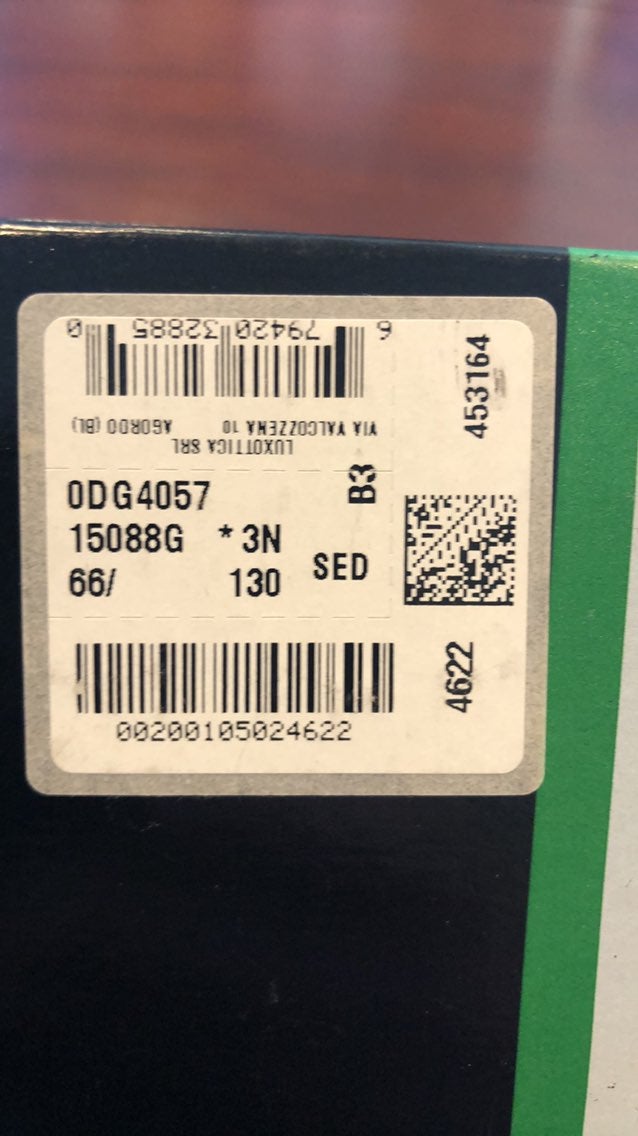 6 79420 32885 0
LUXOTTICA SRL
VIA VALCOZZENA 10 AGORDO (BL)
453164
B3
0DG4057
15088G * 3N
66/ 130 SED
4622
00200105024622